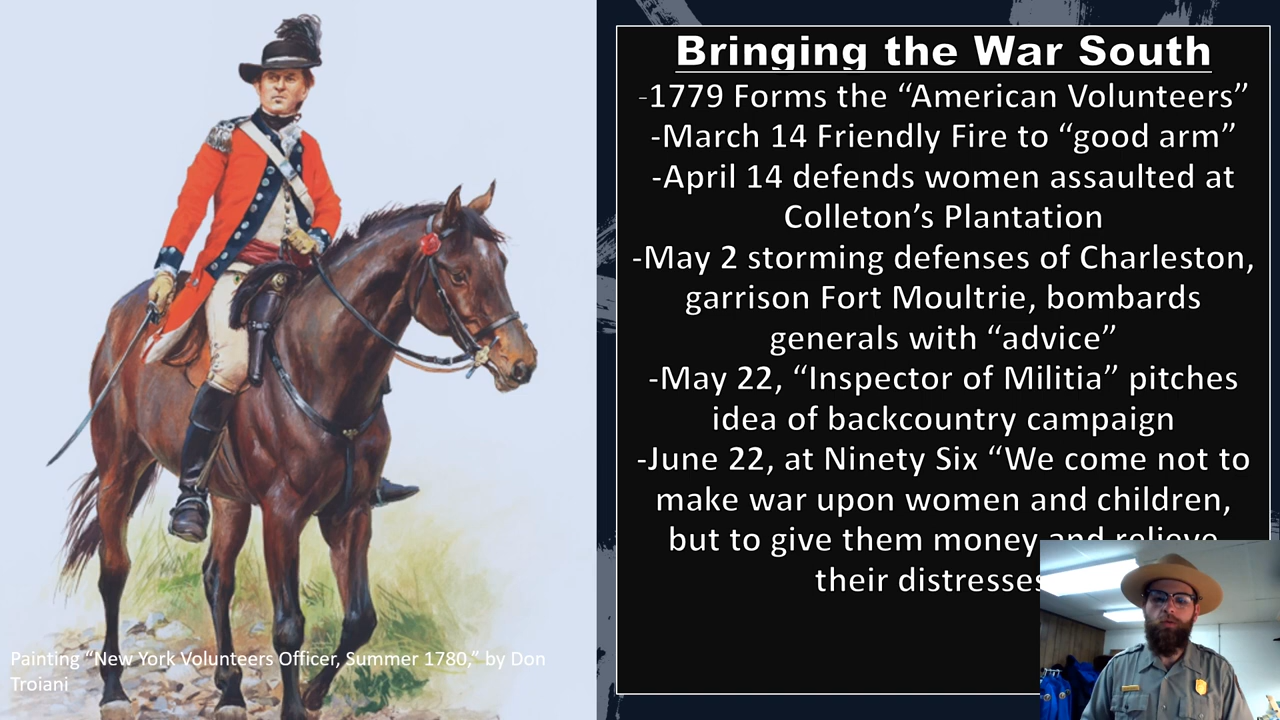 Bringing the War South
-1779 Forms the “American Volunteers”
-March 14 Friendly Fire to “good arm”
-April 14 defends women assaulted at
Colleton’s Plantation
-May 2 storming defenses of Charleston,
garrison Fort Moultrie, bombards
generals with “advice”
-May 22, “Inspector of Militia” pitches
idea of backcountry campaign
-June 22, at Ninety Six “We come not to
make war upon women and children,
but to give them money and relieve
their distresses
Painting “New York Volunteers Officer, Summer 1780,” by Don
Troiani